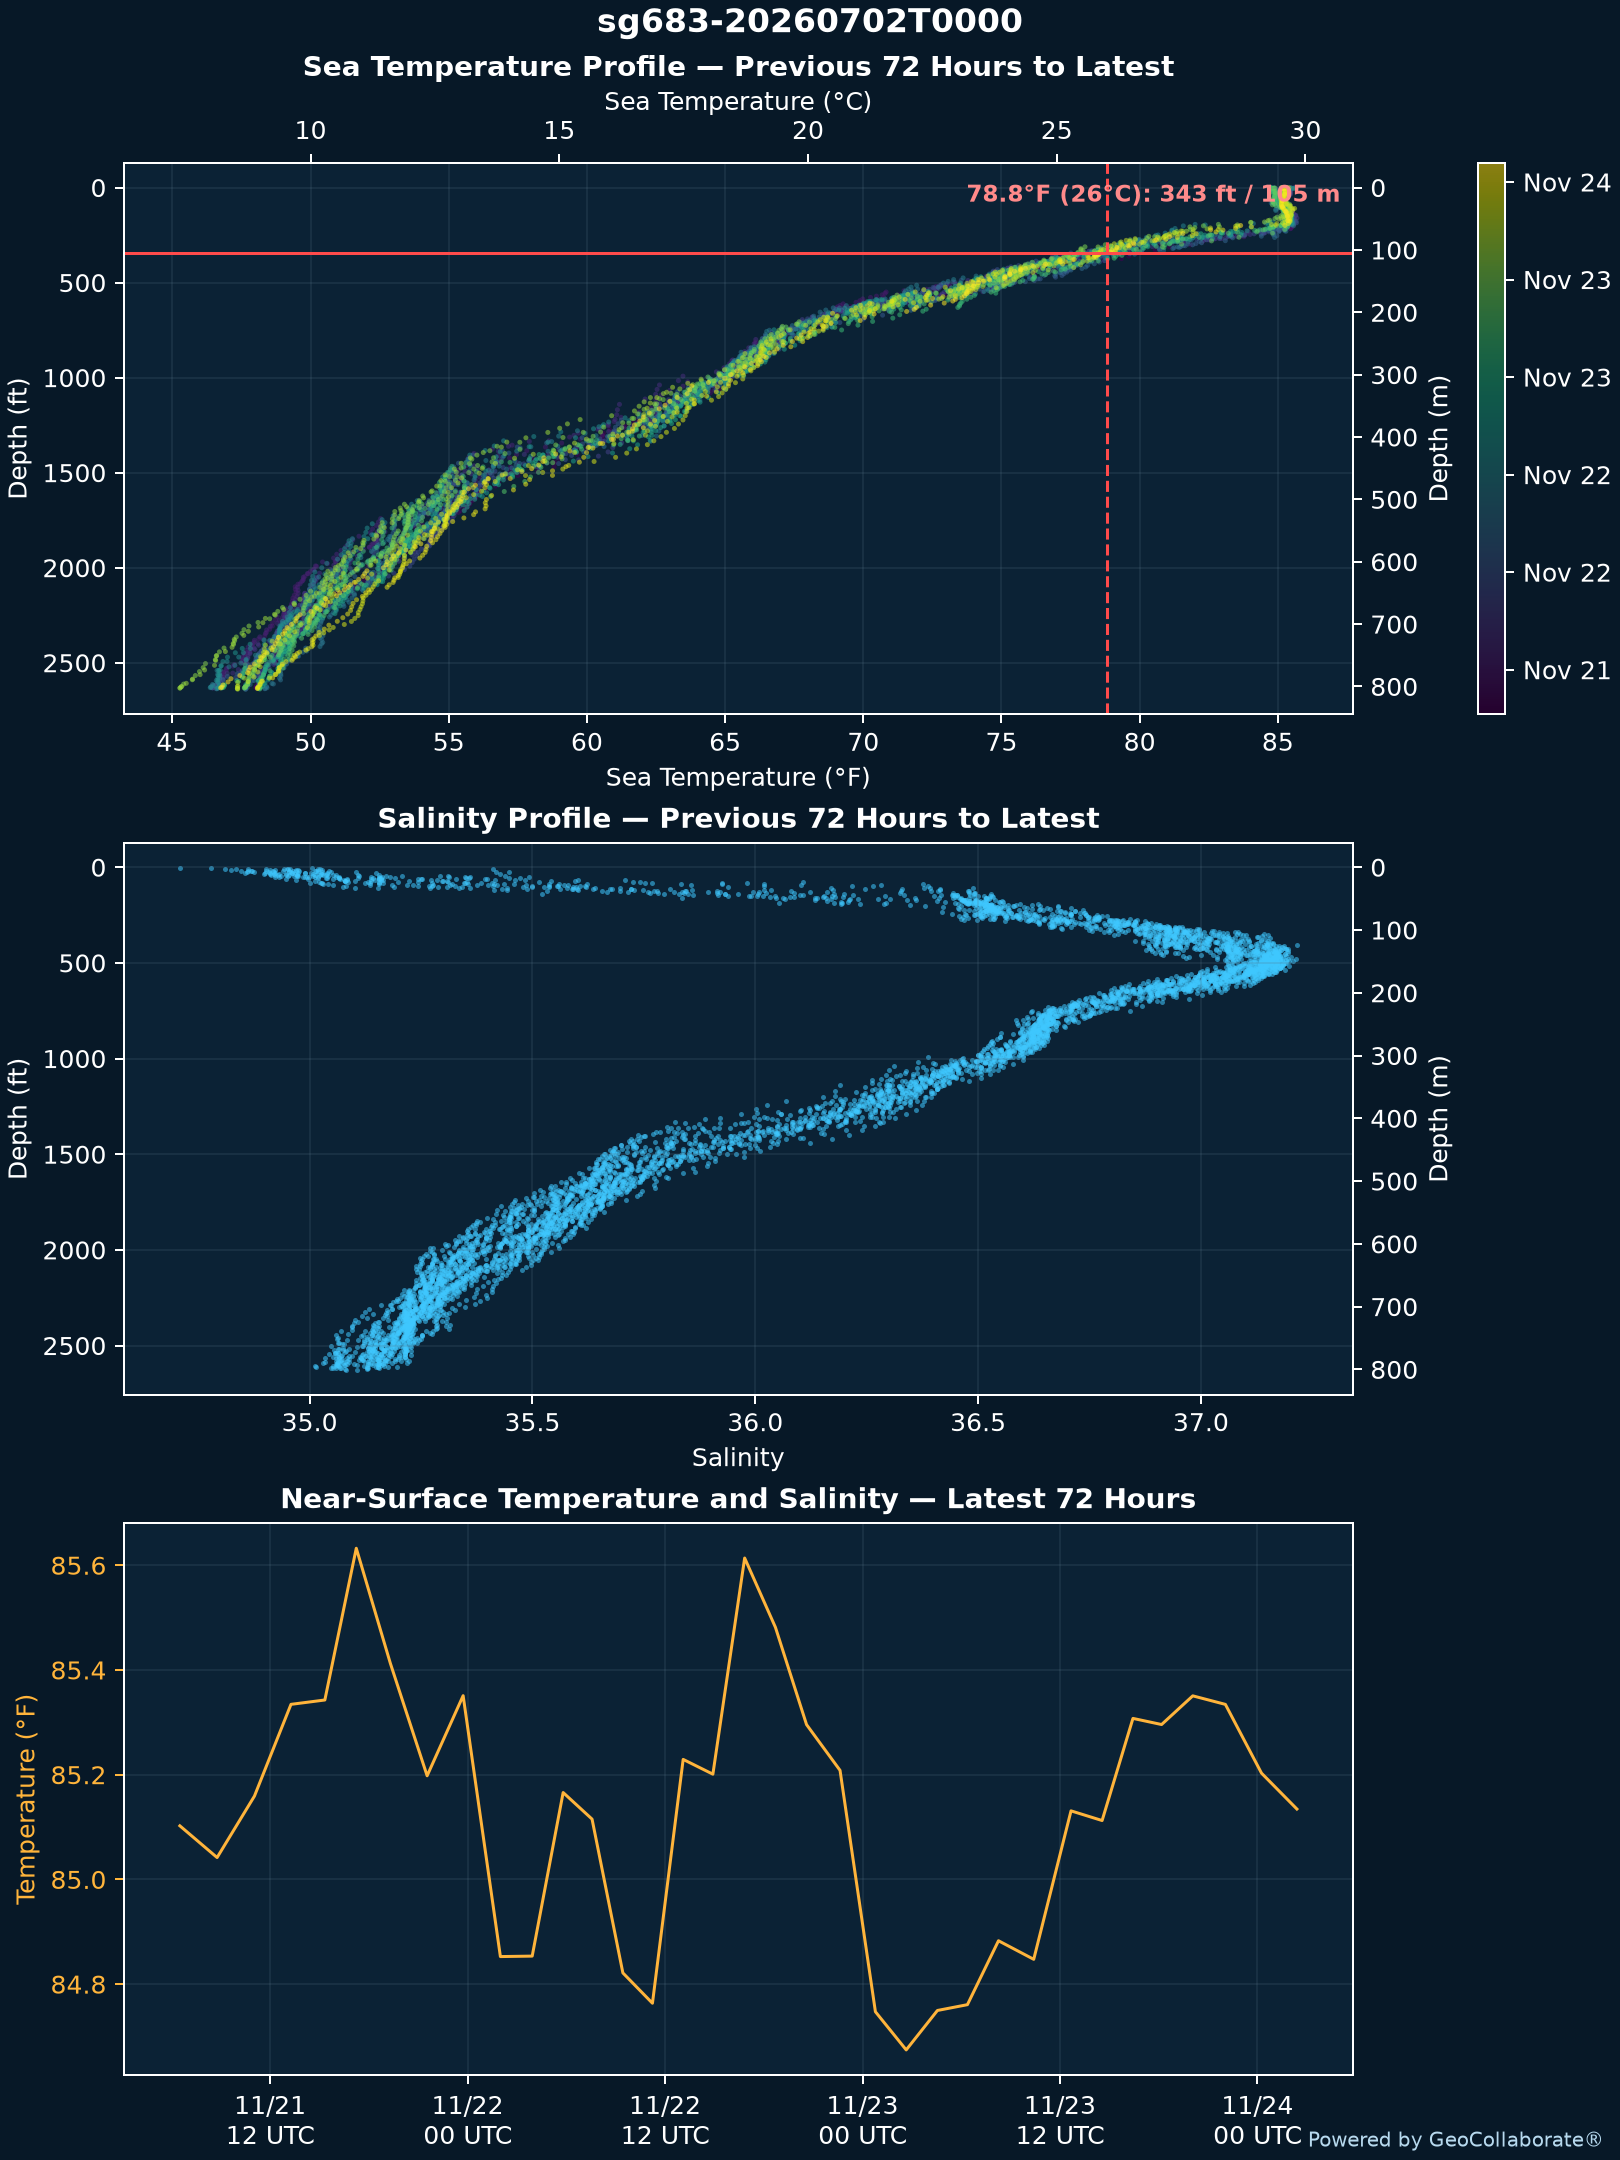 sg683-20260702T0000
Sea Temperature Profile — Previous 72 Hours to Latest
Sea Temperature (°C)
10 15 20 25 30
78.8°F (26°C): 343 ft / 105 m
Depth (ft)
0
500
1000
1500
2000
2500
Depth (m)
0
100
200
300
400
500
600
700
800
Nov 24
Nov 23
Nov 23
Nov 22
Nov 22
Nov 21
45 50 55 60 65 70 75 80 85
Sea Temperature (°F)
Salinity Profile — Previous 72 Hours to Latest
Depth (ft)
0
500
1000
1500
2000
2500
Depth (m)
0
100
200
300
400
500
600
700
800
35.0 35.5 36.0 36.5 37.0
Salinity
Near-Surface Temperature and Salinity — Latest 72 Hours
Temperature (°F)
85.6
85.4
85.2
85.0
84.8
11/21 11/22 11/22 11/23 11/23 11/24
12 UTC 00 UTC 12 UTC 00 UTC 12 UTC 00 UTC
Powered by GeoCollaborate®